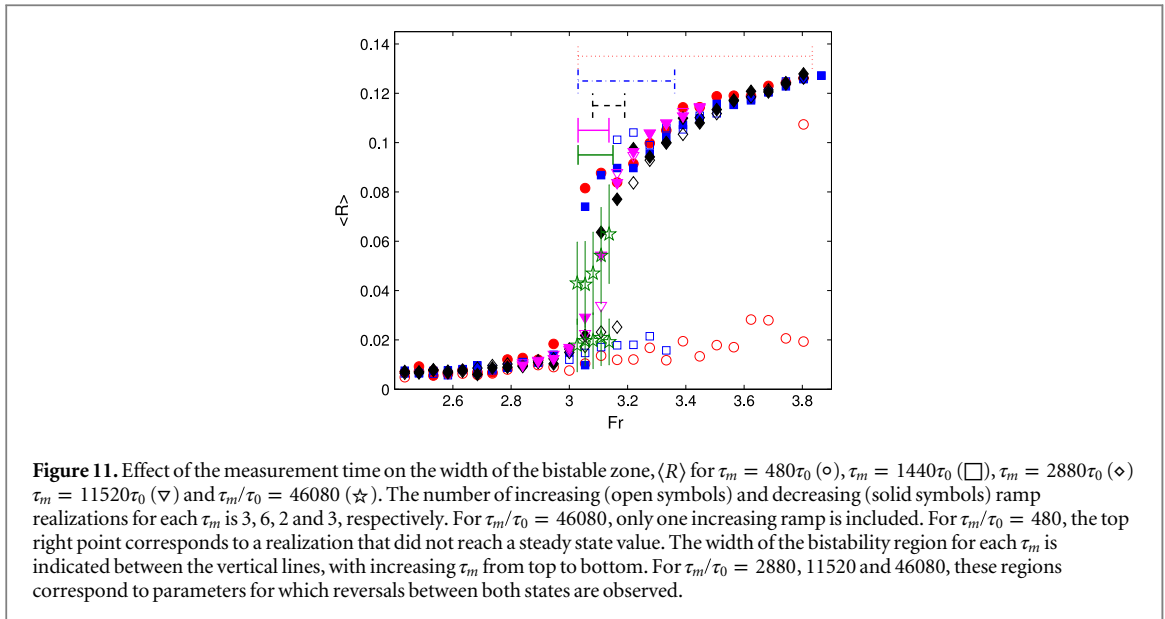 0.14
0.12
0.1
0.08
0.06
0.04
0.02
0
<R>
2.6 2.8 3 3.2 3.4 3.6 3.8
Fr
Figure 11. Effect of the measurement time on the width of the bistable zone, ⟨R⟩ for τm = 480τ0 (∘), τm = 1440τ0 (□), τm = 2880τ0 (⋄)
τm = 11520τ0 (▽) and τm/τ0 = 46080 (☆). The number of increasing (open symbols) and decreasing (solid symbols) ramp
realizations for each τm is 3, 6, 2 and 3, respectively. For τm/τ0 = 46080, only one increasing ramp is included. For τm/τ0 = 480, the top
right point corresponds to a realization that did not reach a steady state value. The width of the bistability region for each τm is
indicated between the vertical lines, with increasing τm from top to bottom. For τm/τ0 = 2880, 11520 and 46080, these regions
correspond to parameters for which reversals between both states are observed.